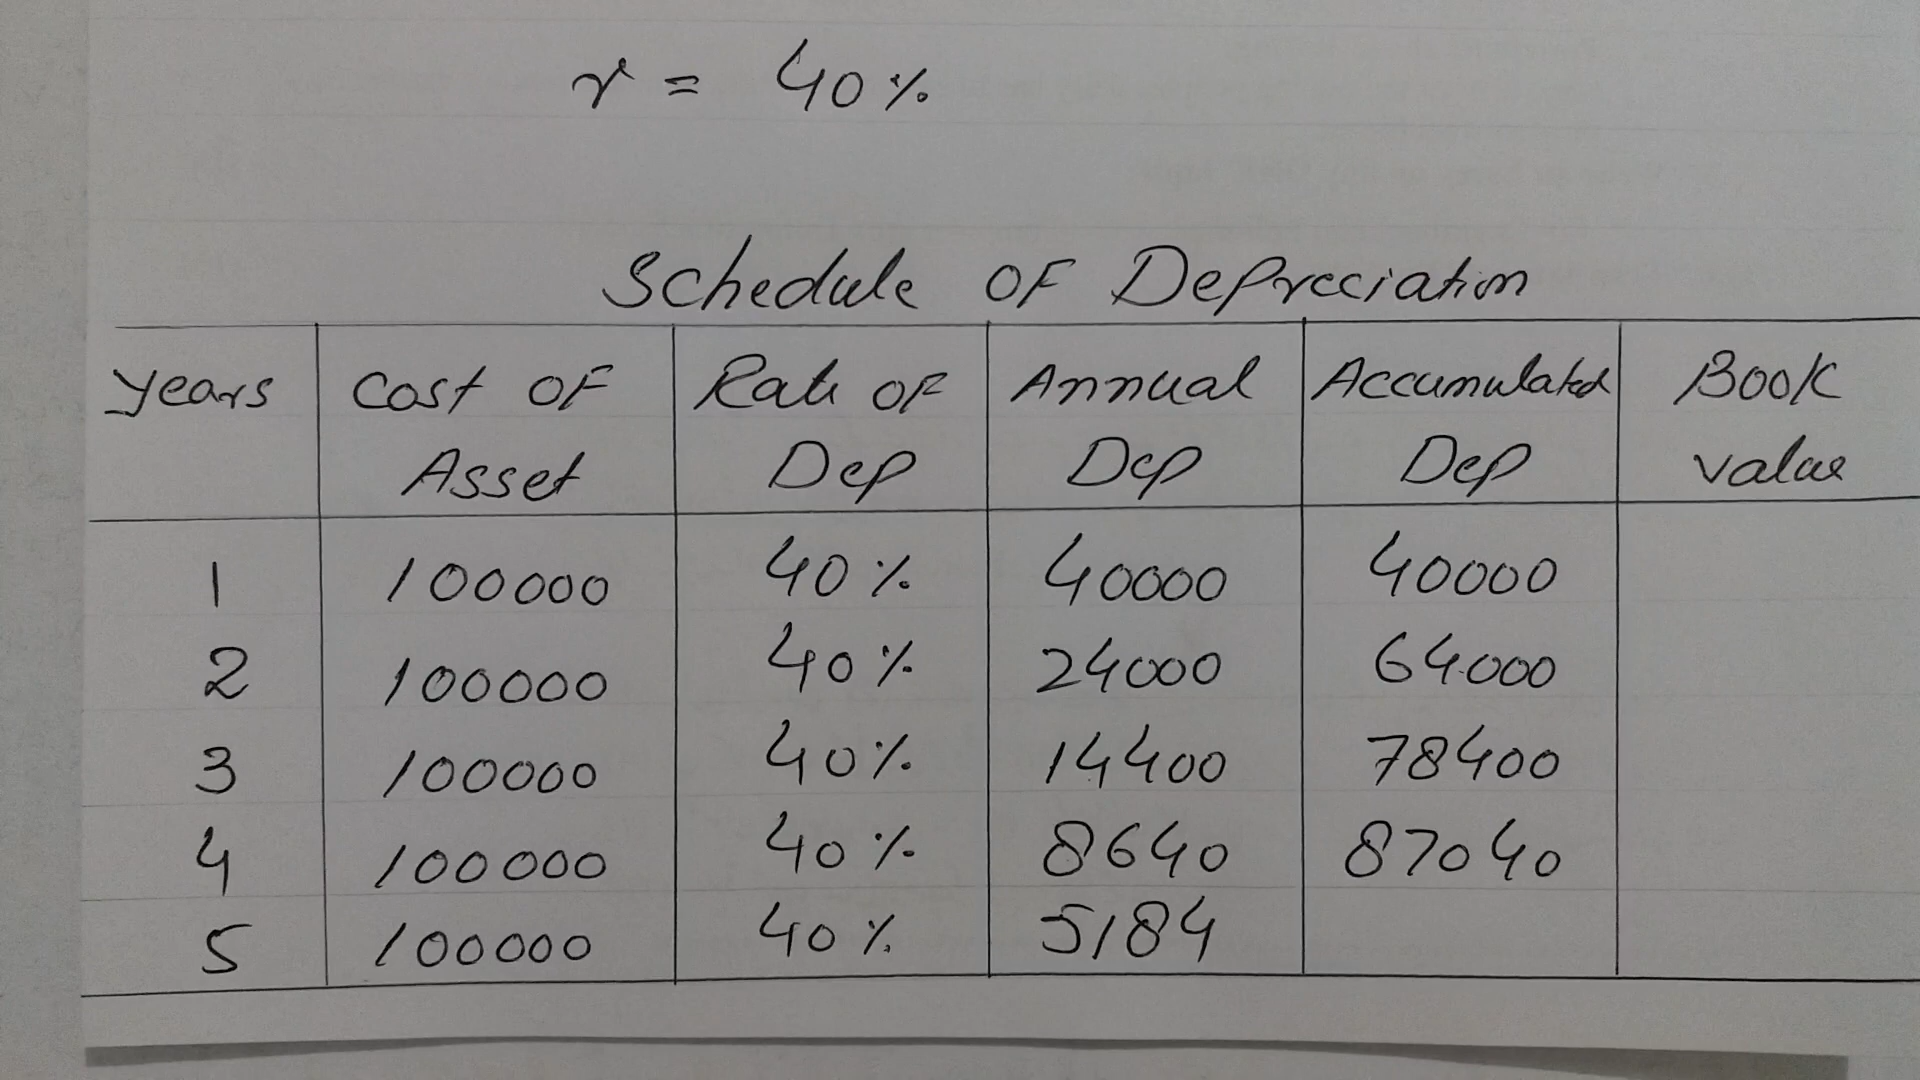 r = 40%
Schedule OF Depreciation
years Cost OF Asset Rate OF Dep Annual Dep Accumulated Dep Book value
1 100000 40% 40000 40000
2 100000 40% 24000 64000
3 100000 40% 14400 78400
4 100000 40% 8640 87040
5 100000 40% 5184